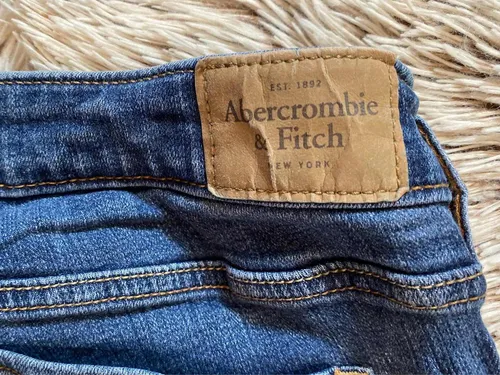 EST. 1892
Abercrombie
& Fitch
NEW YORK